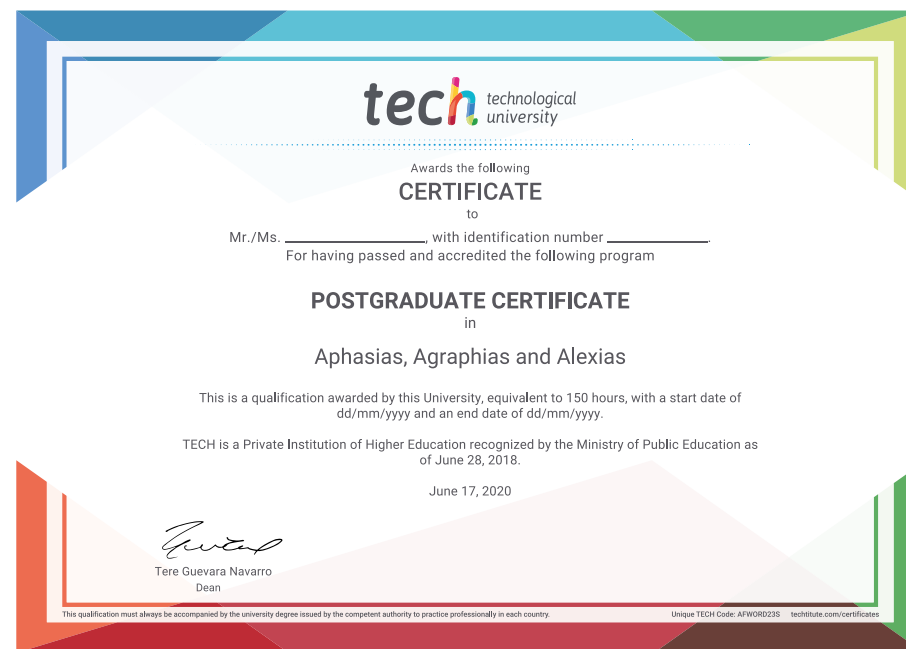 tech technological
university
Awards the following
CERTIFICATE
to
Mr./Ms. ____________________, with identification number ______________.
For having passed and accredited the following program
POSTGRADUATE CERTIFICATE
in
Aphasias, Agraphias and Alexias
This is a qualification awarded by this University, equivalent to 150 hours, with a start date of
dd/mm/yyyy and an end date of dd/mm/yyyy.
TECH is a Private Institution of Higher Education recognized by the Ministry of Public Education as
of June 28, 2018.
June 17, 2020
Tere Guevara Navarro
Dean
This qualification must always be accompanied by the university degree issued by the competent authority to practice professionally in each country. Unique TECH Code: AFWORD23S techtitute.com/certificates